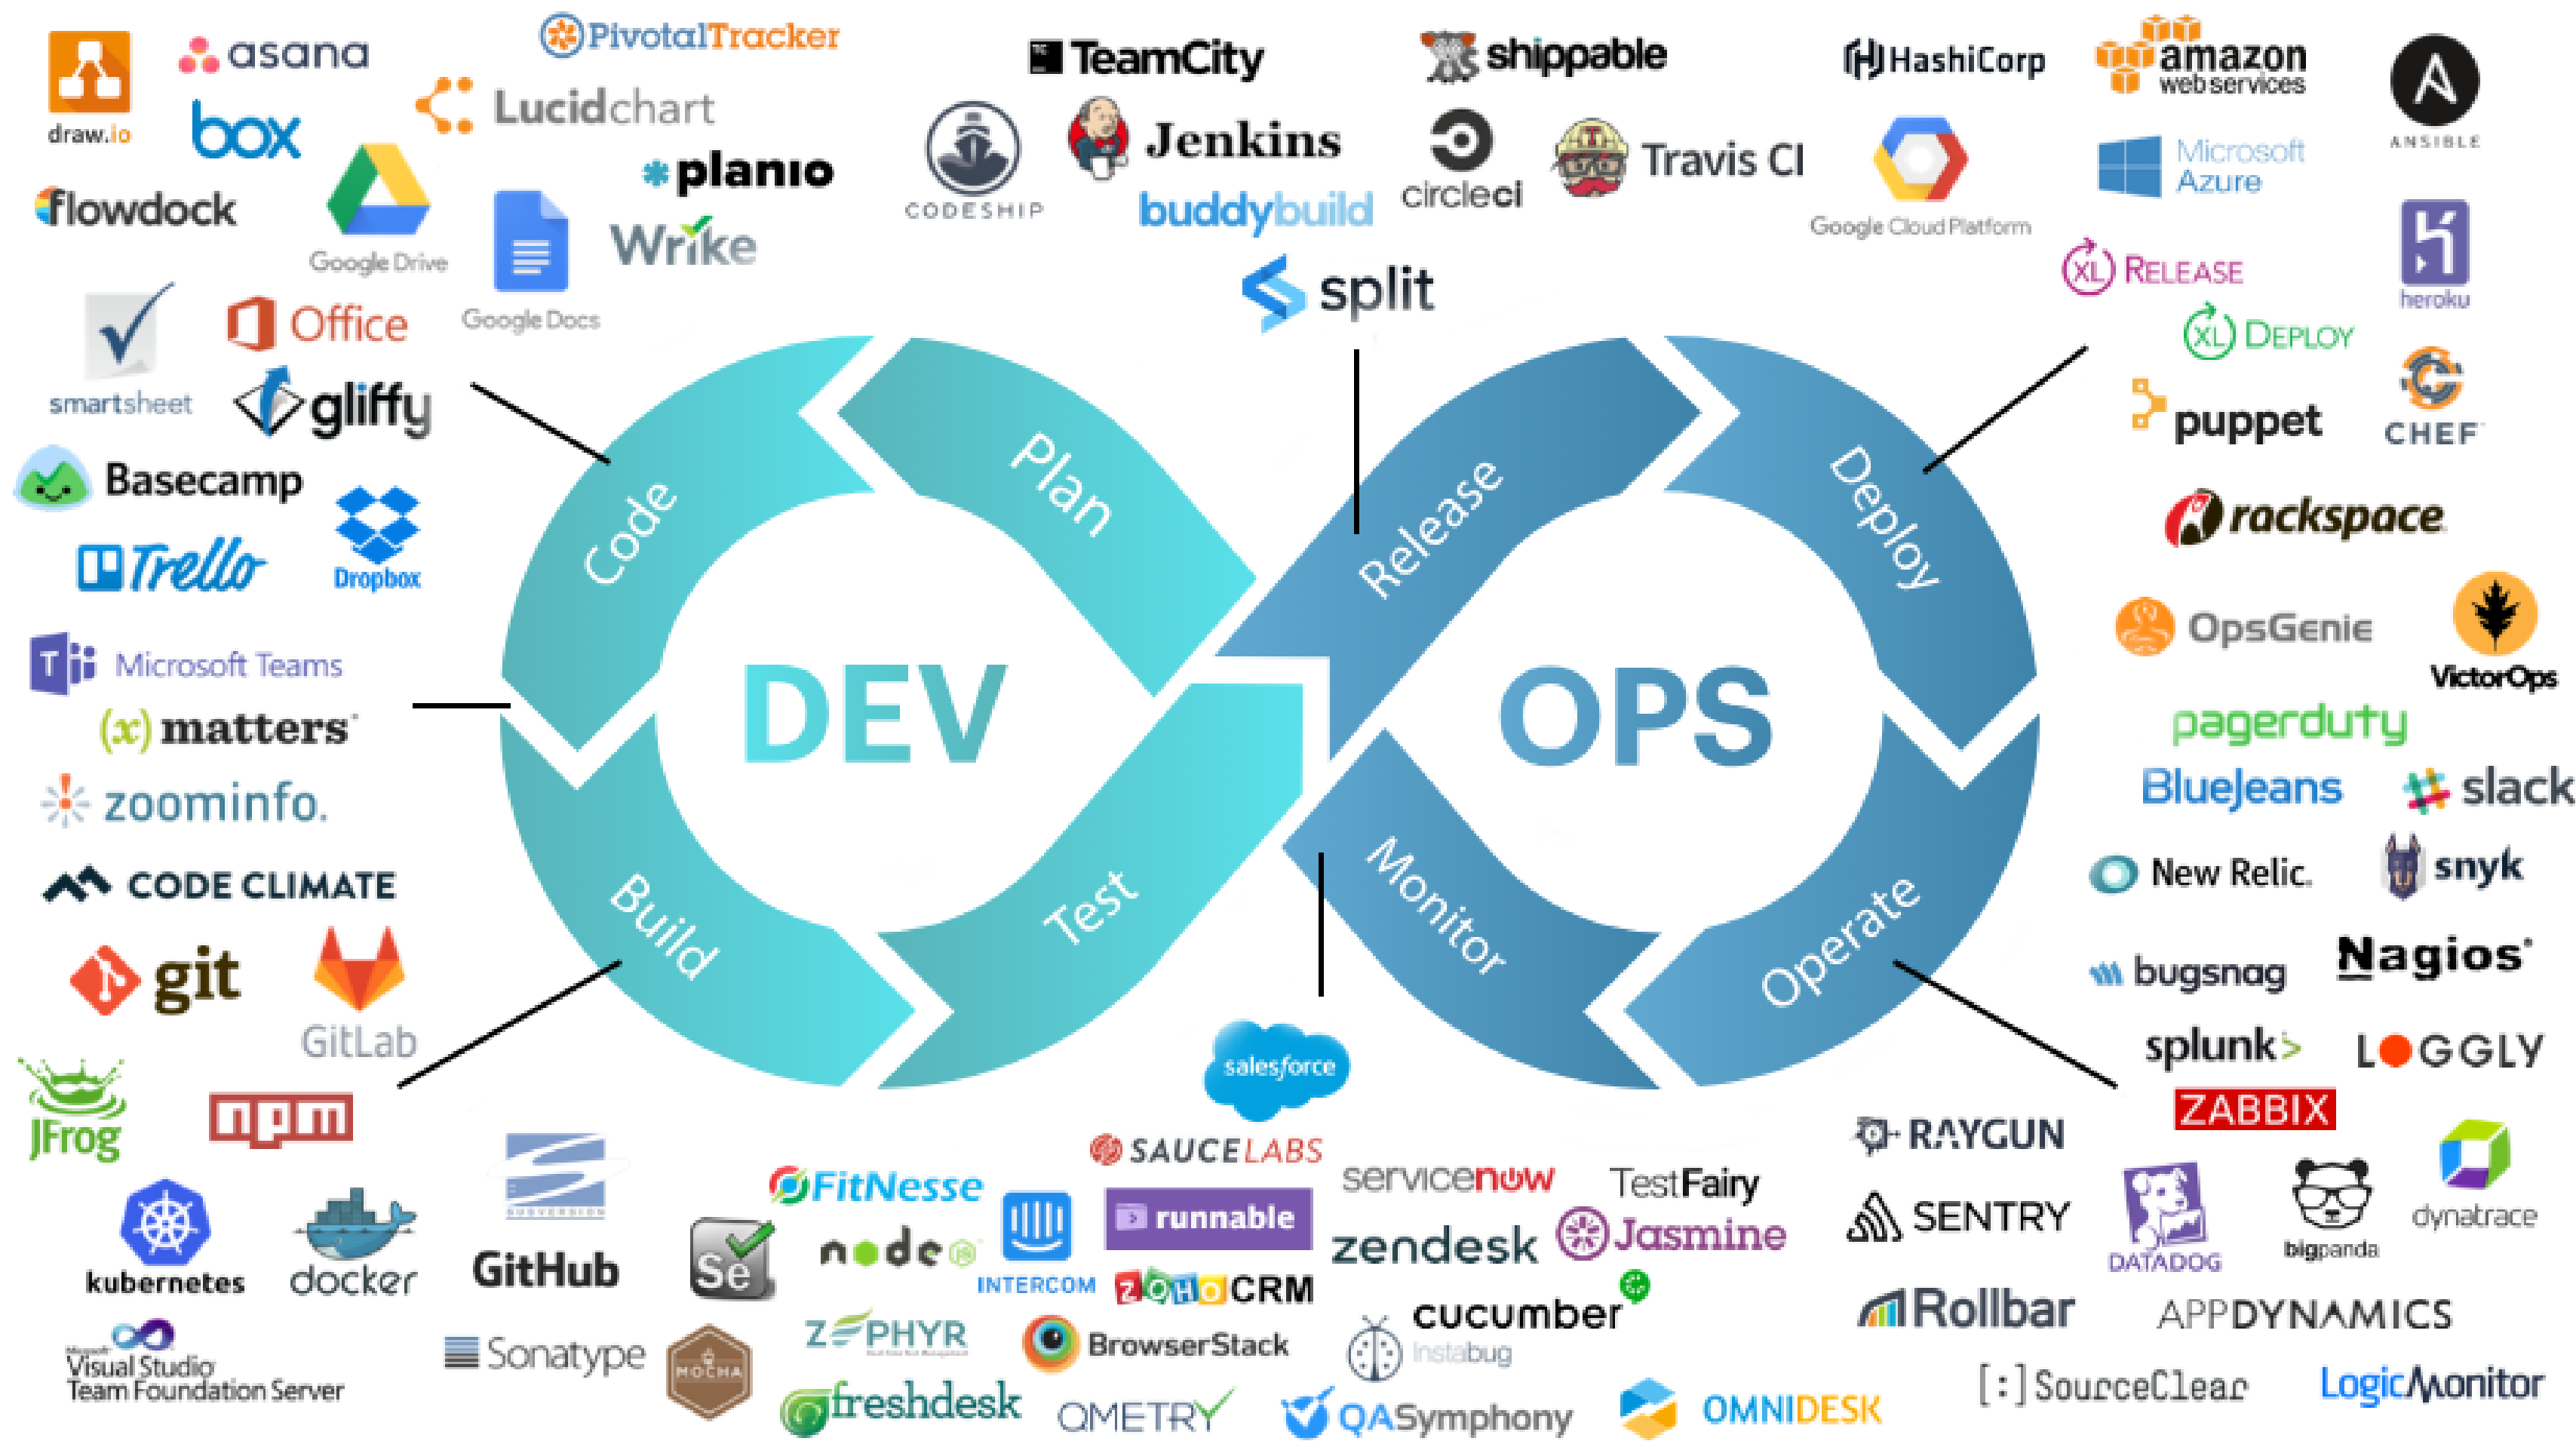 draw.io
asana
box
PivotalTracker
Lucidchart
flowdock
Google Drive
planio
Google Docs
Wrike
smartsheet
Office
gliffy
Basecamp
Trello
Dropbox
TC
TeamCity
shippable
CODESHIP
Jenkins
circleci
T
Travis CI
buddybuild
split
HashiCorp
amazon
web services
ANSIBLE
Google Cloud Platform
Microsoft
Azure
heroku
XL RELEASE
XL DEPLOY
puppet
CHEF
rackspace
Code
Plan
Release
Deploy
DEV
OPS
Build
Test
Monitor
Operate
T
Microsoft Teams
(x) matters
zoominfo.
CODE CLIMATE
git
GitLab
JFrog
npm
kubernetes
docker
SUBVERSION
GitHub
Microsoft
Visual Studio
Team Foundation Server
Sonatype
OpsGenie
VictorOps
pagerduty
BlueJeans
slack
New Relic.
snyk
bugsnag
Nagios
splunk>
LOGGLY
ZABBIX
RAYGUN
SENTRY
DATADOG
bigpanda
dynatrace
Rollbar
APPDYNAMICS
[:] SourceClear
LogicMonitor
salesforce
SAUCELABS
FitNesse
servicenow
TestFairy
runnable
Se
node
JS
INTERCOM
zendesk
Jasmine
ZOHO CRM
cucumber
MOCHA
ZEPHYR
BrowserStack
Instabug
freshdesk
QMETRY
QASymphony
OMNIDESK